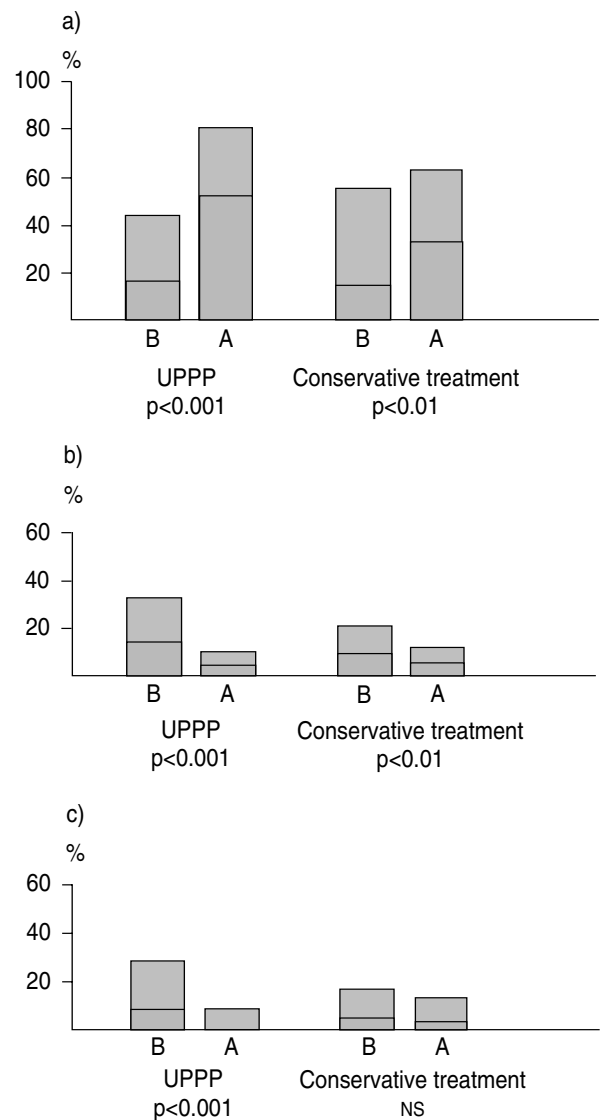 a)
%
100
80
60
40
20
B A B A
UPPP Conservative treatment
p<0.001 p<0.01
b)
%
60
40
20
B A B A
UPPP Conservative treatment
p<0.001 p<0.01
c)
%
60
40
20
B A B A
UPPP Conservative treatment
p<0.001 NS